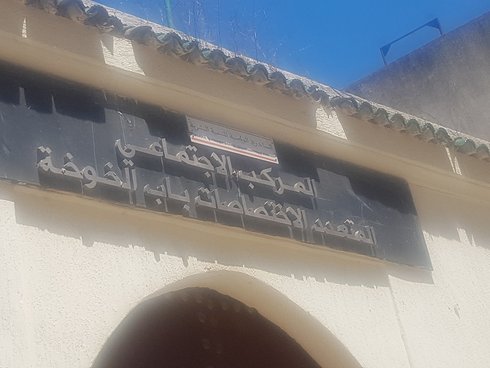 المركب الإجتماعي
المتعدد الإختصاصات بباب الخوخة